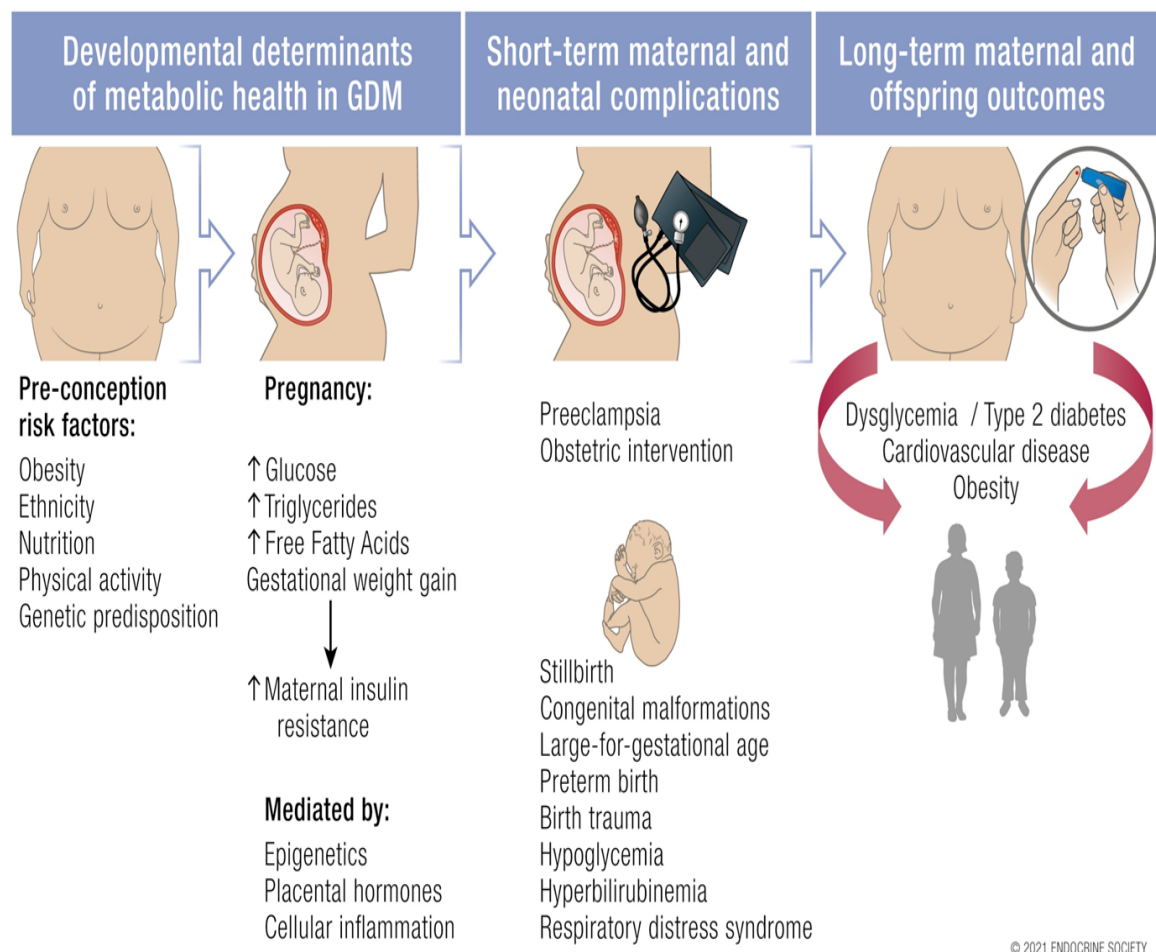 Developmental determinants
of metabolic health in GDM
Short-term maternal and
neonatal complications
Long-term maternal and
offspring outcomes
Pre-conception
risk factors:
Obesity
Ethnicity
Nutrition
Physical activity
Genetic predisposition
Pregnancy:
↑ Glucose
↑ Triglycerides
↑ Free Fatty Acids
Gestational weight gain
↑ Maternal insulin
resistance
Mediated by:
Epigenetics
Placental hormones
Cellular inflammation
Preeclampsia
Obstetric intervention
Stillbirth
Congenital malformations
Large-for-gestational age
Preterm birth
Birth trauma
Hypoglycemia
Hyperbilirubinemia
Respiratory distress syndrome
Dysglycemia / Type 2 diabetes
Cardiovascular disease
Obesity
© 2021 ENDOCRINE SOCIETY